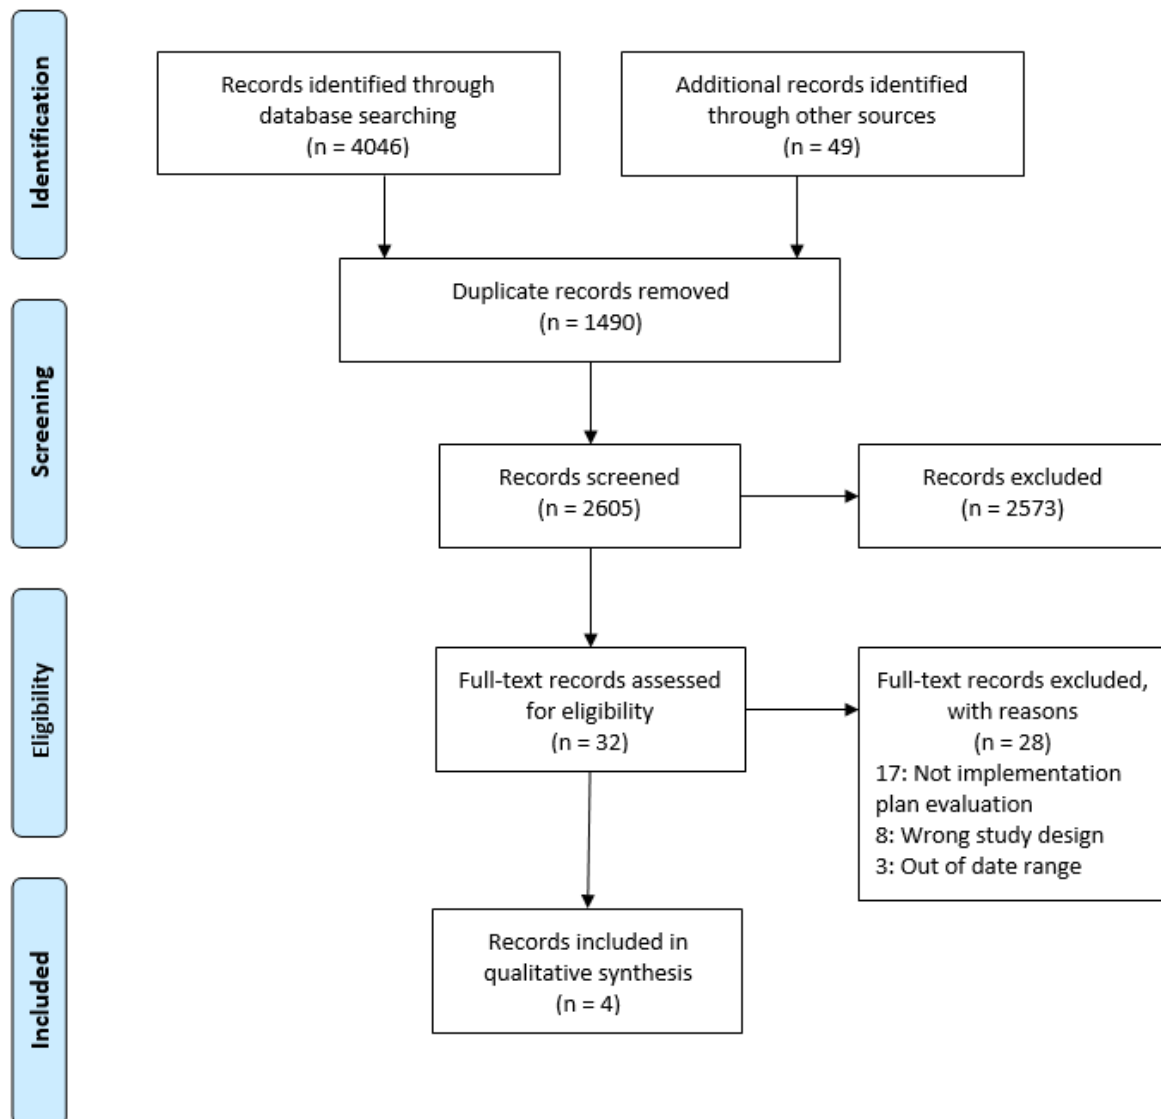 Identification
Records identified through
database searching
(n = 4046)
Additional records identified
through other sources
(n = 49)
Duplicate records removed
(n = 1490)
Screening
Records screened
(n = 2605)
Records excluded
(n = 2573)
Eligibility
Full-text records assessed
for eligibility
(n = 32)
Full-text records excluded,
with reasons
(n = 28)
17: Not implementation
plan evaluation
8: Wrong study design
3: Out of date range
Included
Records included in
qualitative synthesis
(n = 4)